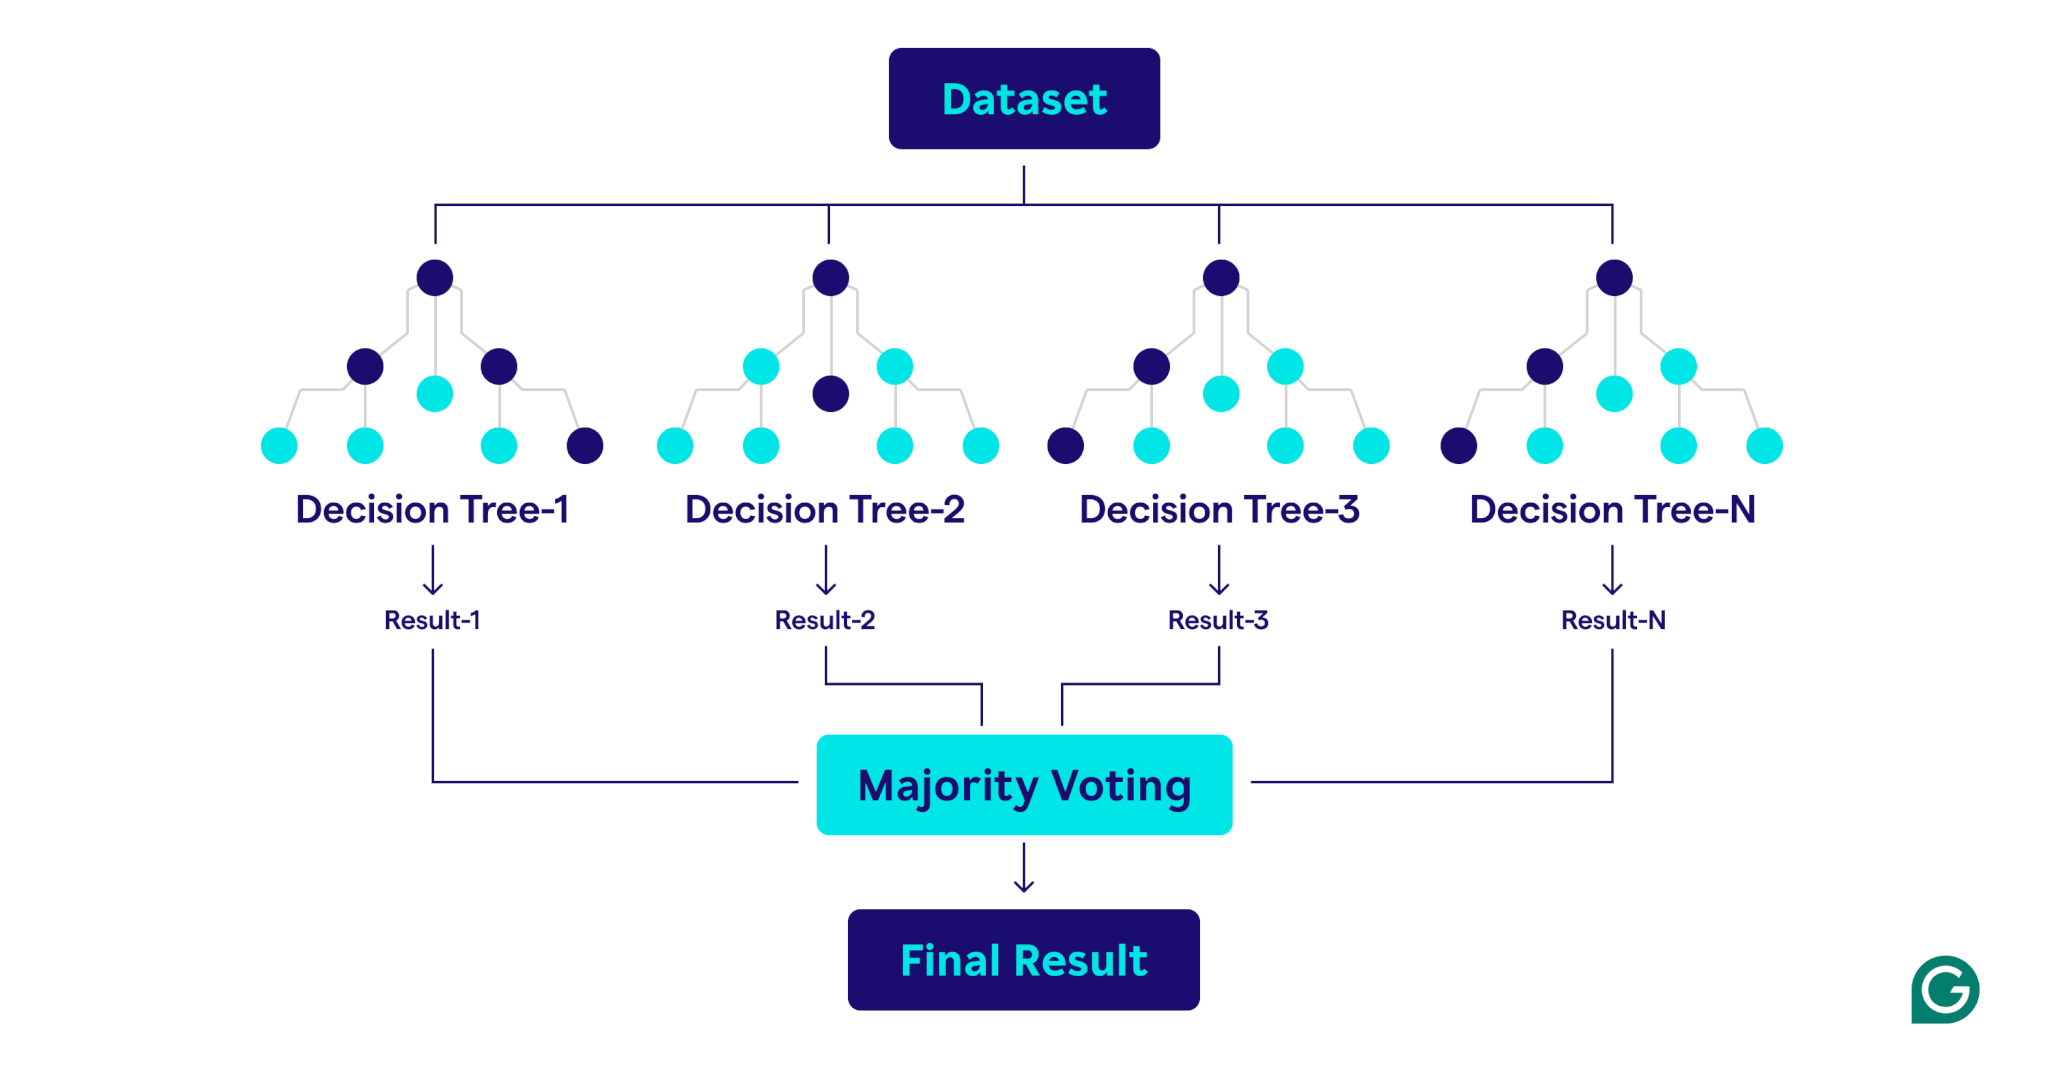 Dataset
Decision Tree-1
Decision Tree-2
Decision Tree-3
Decision Tree-N
Result-1
Result-2
Result-3
Result-N
Majority Voting
Final Result
G